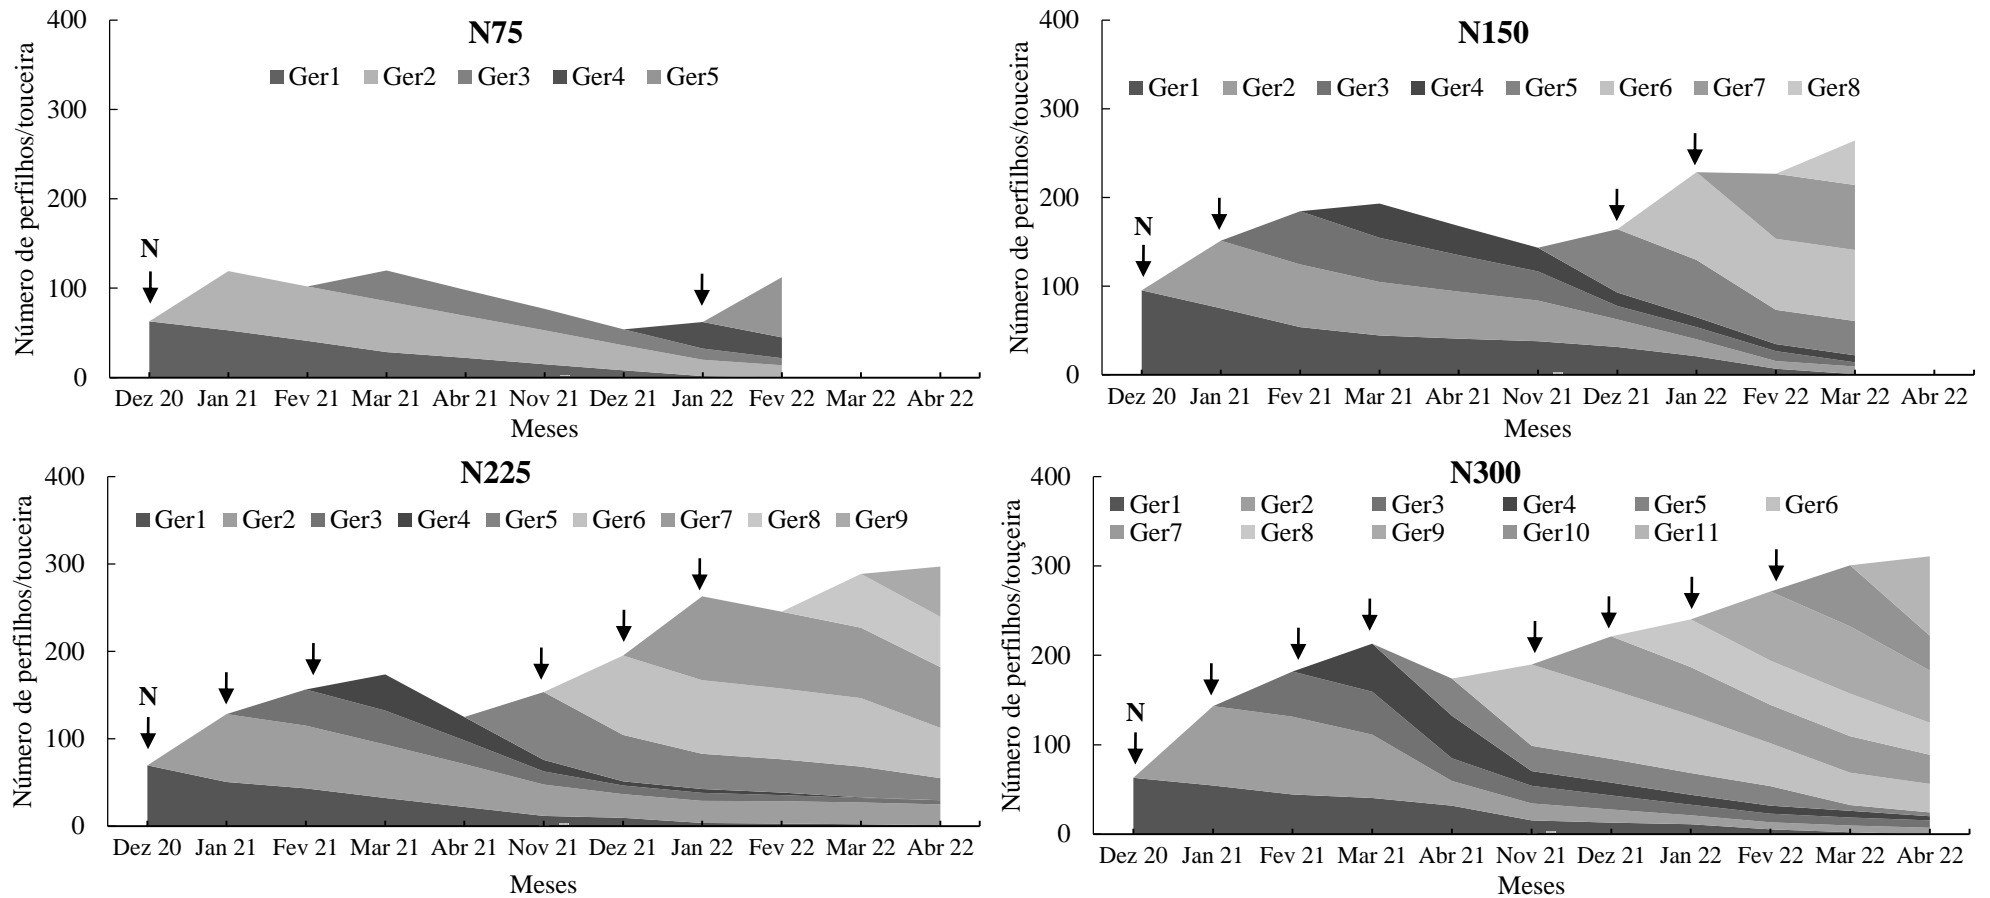 N75
Número de perfilhos/touceira
400
300
200
100
0
Ger1 Ger2 Ger3 Ger4 Ger5
N
Dez 20 Jan 21 Fev 21 Mar 21 Abr 21 Nov 21 Dez 21 Jan 22 Fev 22 Mar 22 Abr 22
Meses
N150
Número de perfilhos/touceira
400
300
200
100
0
Ger1 Ger2 Ger3 Ger4 Ger5 Ger6 Ger7 Ger8
N
Dez 20 Jan 21 Fev 21 Mar 21 Abr 21 Nov 21 Dez 21 Jan 22 Fev 22 Mar 22 Abr 22
Meses
N225
Número de perfilhos/touceira
400
300
200
100
0
Ger1 Ger2 Ger3 Ger4 Ger5 Ger6 Ger7 Ger8 Ger9
N
Dez 20 Jan 21 Fev 21 Mar 21 Abr 21 Nov 21 Dez 21 Jan 22 Fev 22 Mar 22 Abr 22
Meses
N300
Número de perfilhos/touçeira
400
300
200
100
0
Ger1 Ger2 Ger3 Ger4 Ger5 Ger6
Ger7 Ger8 Ger9 Ger10 Ger11
N
Dez 20 Jan 21 Fev 21 Mar 21 Abr 21 Nov 21 Dez 21 Jan 22 Fev 22 Mar 22 Abr 22
Meses